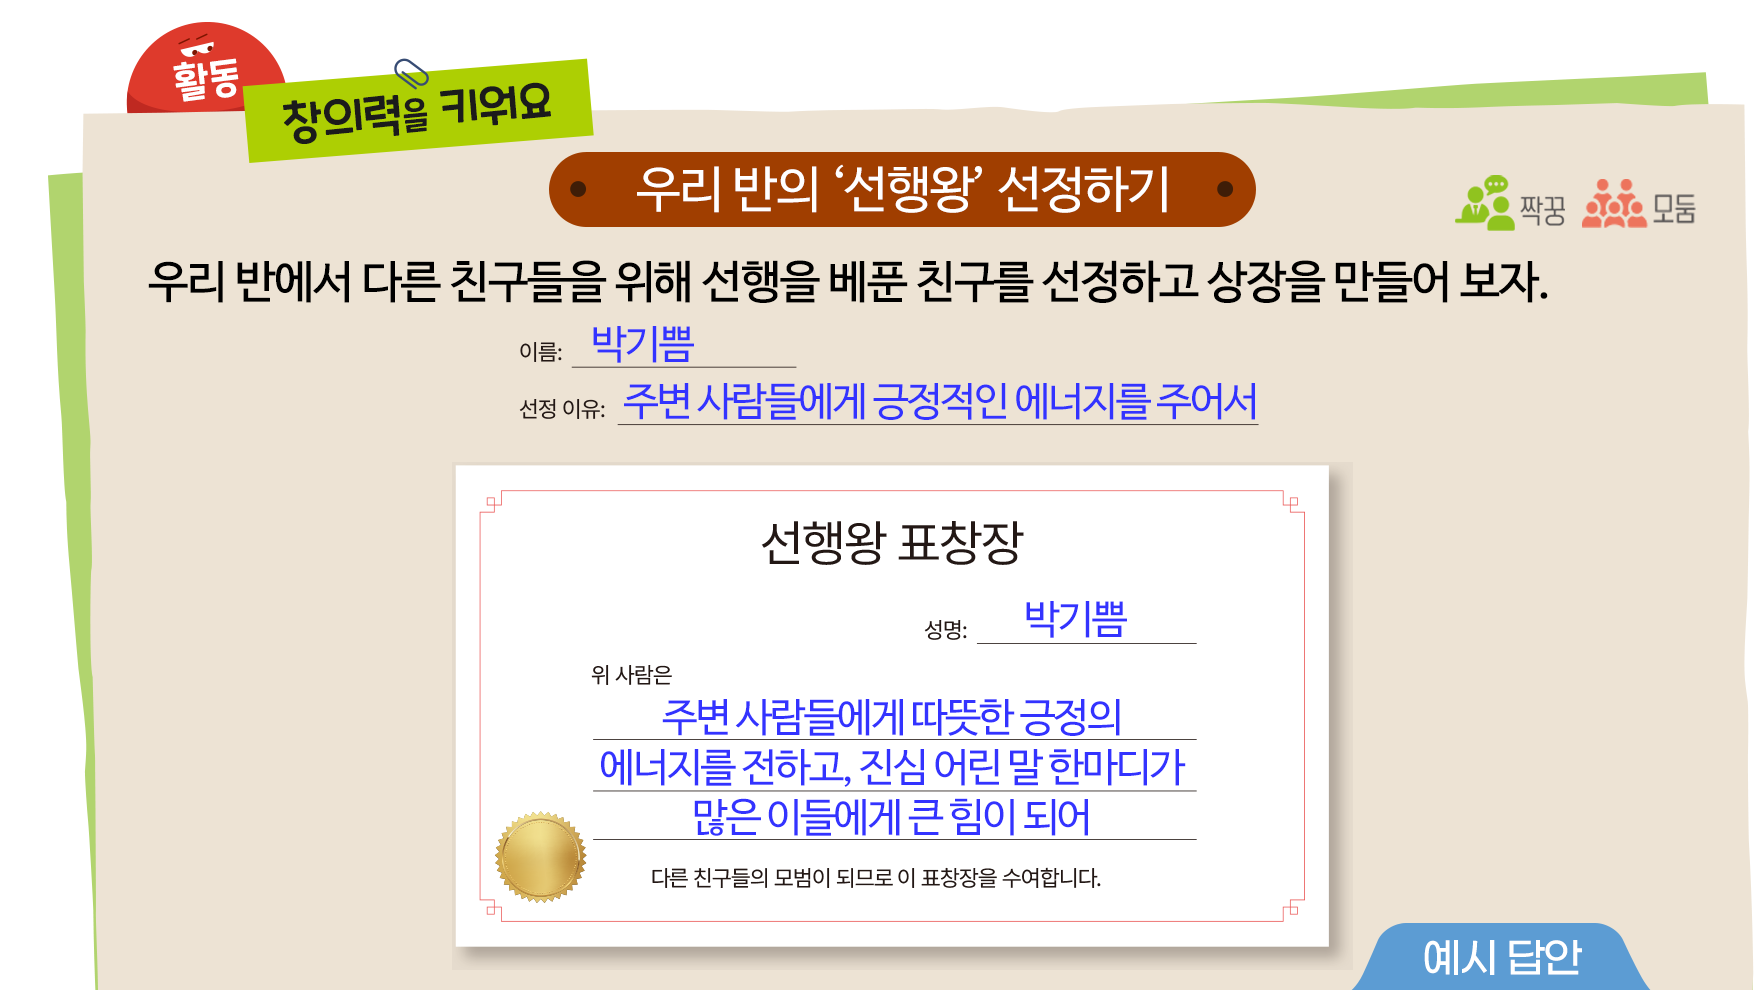 활동
창의력을 키워요
우리 반의 ‘선행왕’ 선정하기
짝꿍 모둠
우리 반에서 다른 친구들을 위해 선행을 베푼 친구를 선정하고 상장을 만들어 보자.
이름: 박기쁨
선정 이유: 주변 사람들에게 긍정적인 에너지를 주어서
선행왕 표창장
성명: 박기쁨
위 사람은
주변 사람들에게 따뜻한 긍정의
에너지를 전하고, 진심 어린 말 한마디가
많은 이들에게 큰 힘이 되어
다른 친구들의 모범이 되므로 이 표창장을 수여합니다.
예시 답안